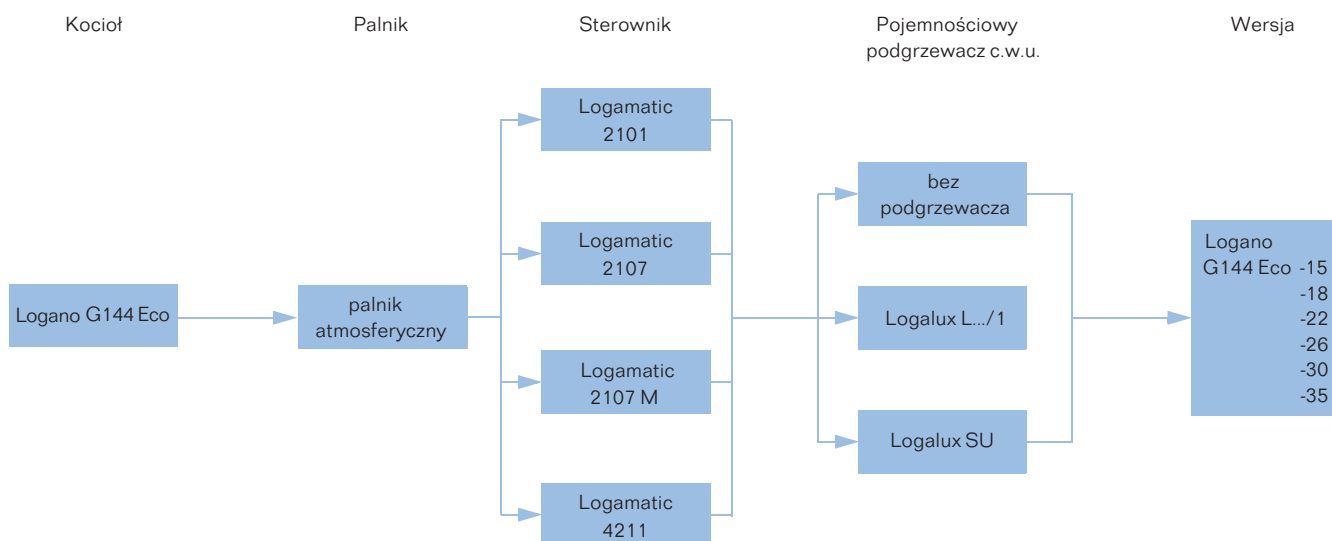 Kocioł
Palnik
Sterownik
Pojemnościowy
podgrzewacz c.w.u.
Wersja
Logano G144 Eco
palnik
atmosferyczny
Logamatic
2101
Logamatic
2107
Logamatic
2107 M
Logamatic
4211
bez
podgrzewacza
Logalux L.../1
Logalux SU
Logano
G144 Eco -15
-18
-22
-26
-30
-35